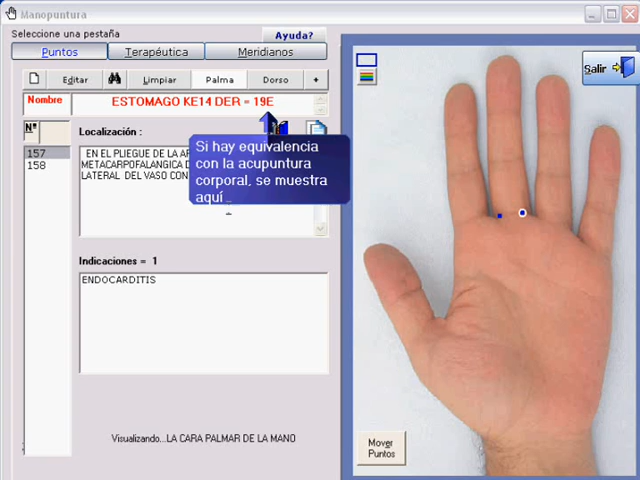 Manopuntura
Seleccione una pestaña
Ayuda?
Puntos
Terapéutica
Meridianos
Editar
Limpiar
Palma
Dorso
+
Salir
Nombre
ESTOMAGO KE14 DER = 19E
Nº
157
158
Localización :
EN EL PLIEGUE DE LA
METACARPOFALANGICA
LATERAL DEL VASO
Si hay equivalencia
con la acupuntura
corporal, se muestra
aquí ..
Indicaciones = 1
ENDOCARDITIS
Visualizando...LA CARA PALMAR DE LA MANO
Mover
Puntos